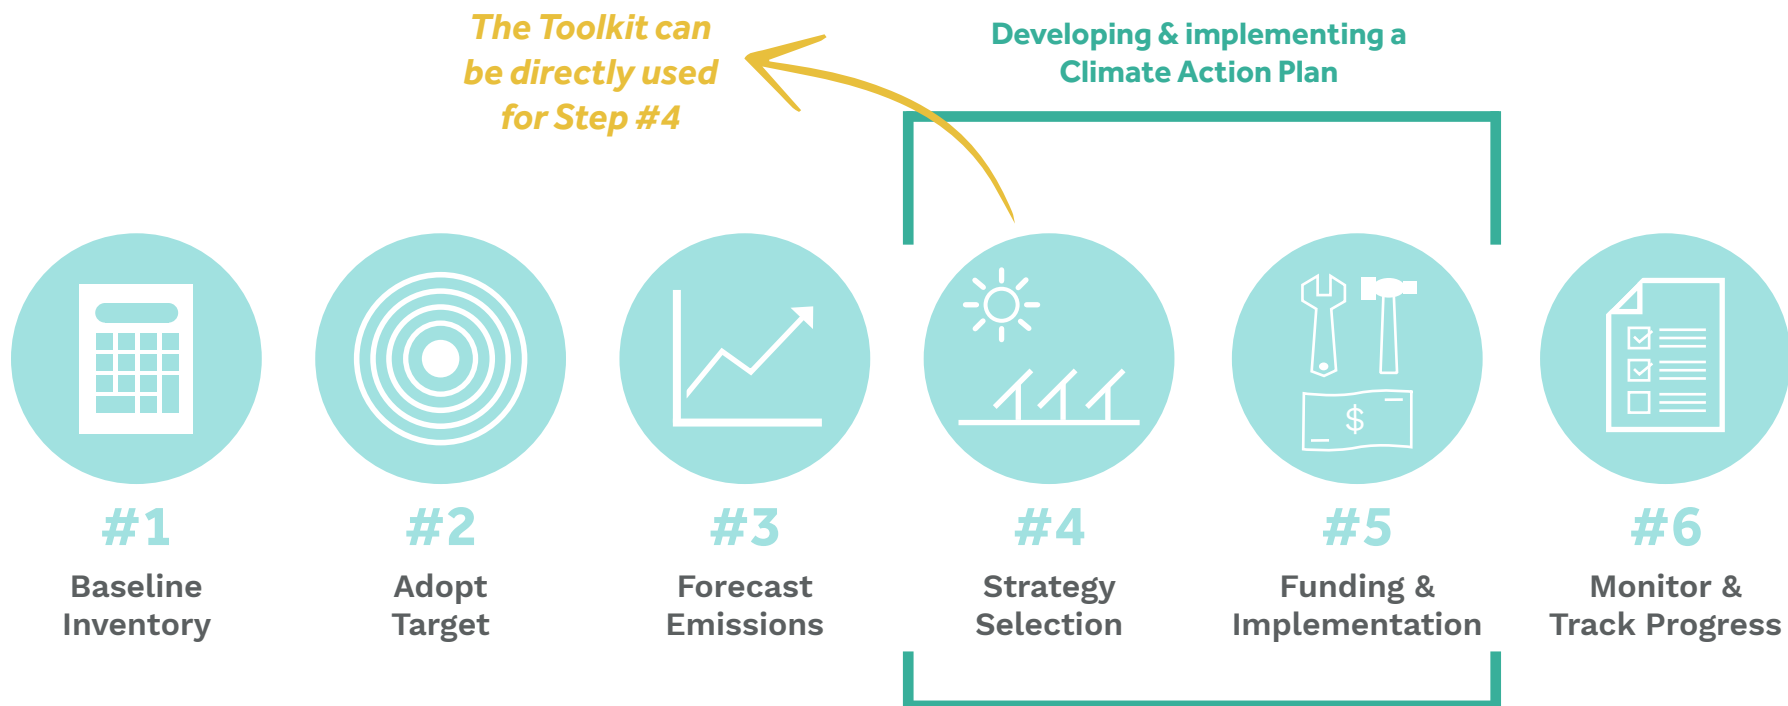 The Toolkit can
be directly used
for Step #4
Developing & implementing a
Climate Action Plan
$
#1
Baseline
Inventory
#2
Adopt
Target
#3
Forecast
Emissions
#4
Strategy
Selection
#5
Funding &
Implementation
#6
Monitor &
Track Progress